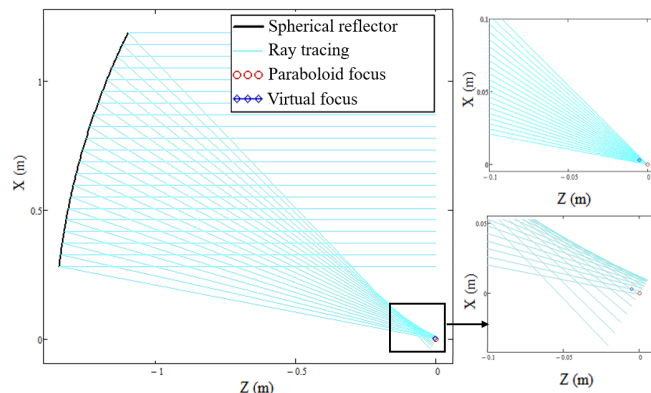 Spherical reflector
Ray tracing
Paraboloid focus
Virtual focus
X (m)
1
0.5
0
− 1
− 0.5
0
Z (m)
X (m)
0.1
0.05
0
− 0.1
− 0.05
0
Z (m)
X (m)
0.05
0
− 0.1
− 0.05
0
Z (m)